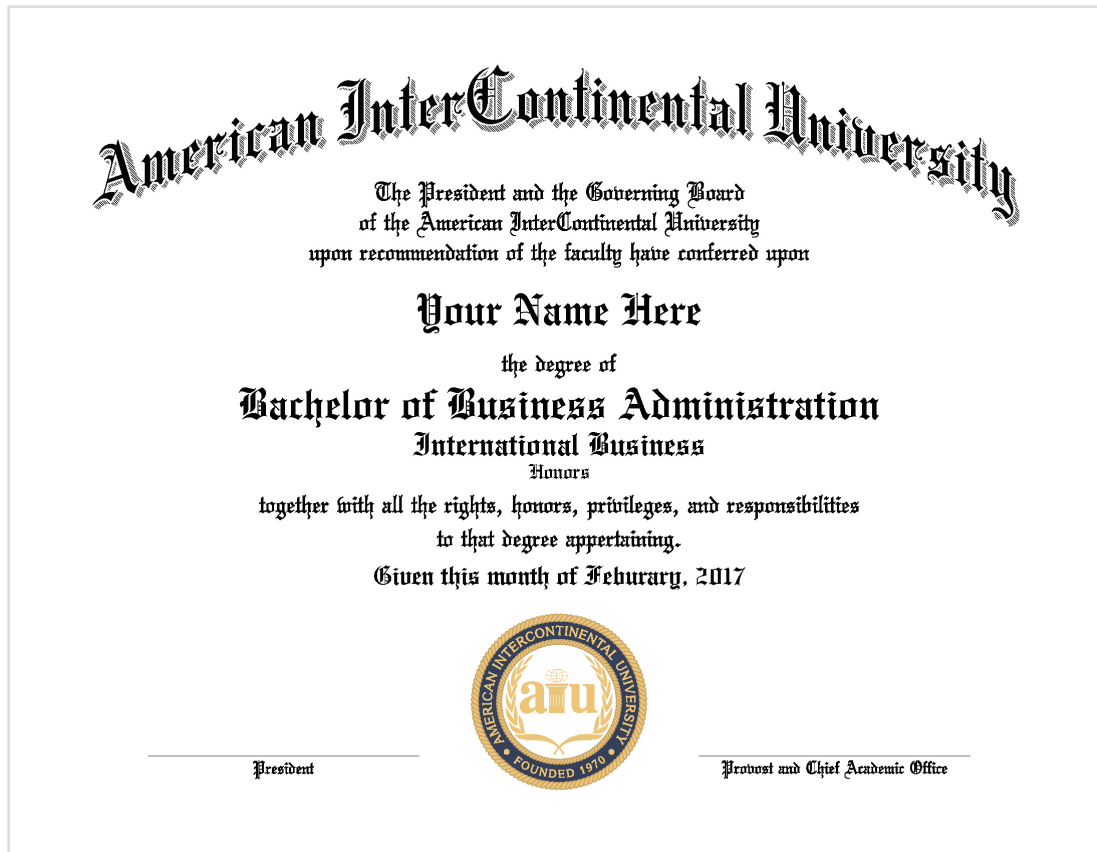 American InterContinental University
The President and the Governing Board
of the American InterContinental University
upon recommendation of the faculty have conferred upon
Your Name Here
the degree of
Bachelor of Business Administration
International Business
Honors
together with all the rights, honors, privileges, and responsibilities
to that degree appertaining.
Given this month of Feburary, 2017
AMERICAN INTERCONTINENTAL UNIVERSITY
aiu
• FOUNDED 1970 •
President
Provost and Chief Academic Office